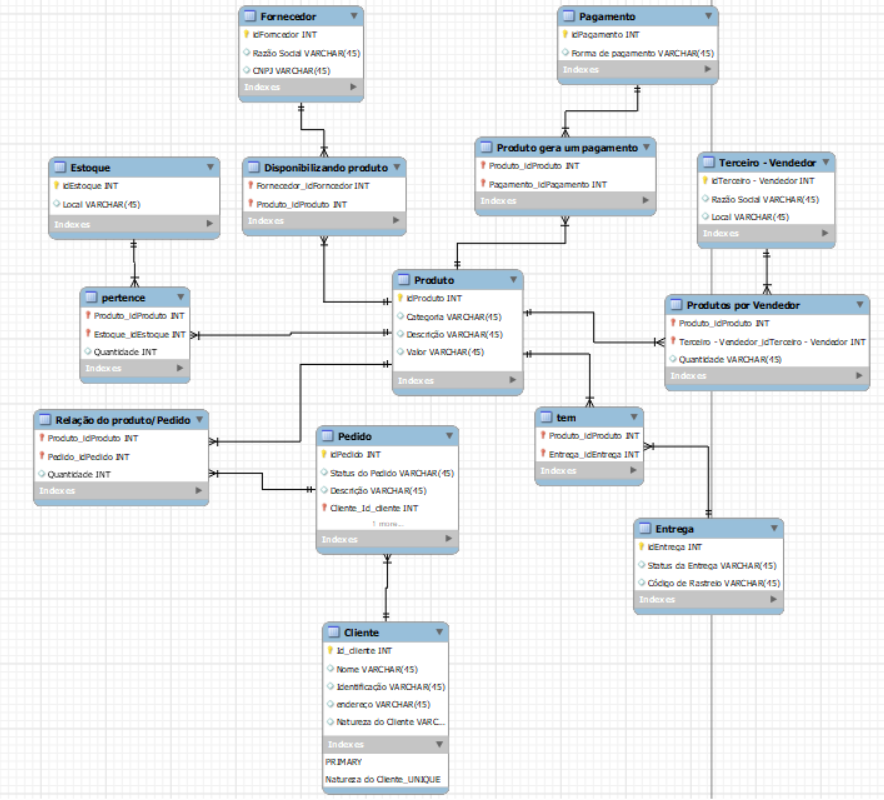 Fornecedor
idFornecedor INT
Razão Social VARCHAR(45)
CNPJ VARCHAR(45)
Indexes
Pagamento
idPagamento INT
Forma de pagamento VARCHAR(45)
Indexes
Estoque
idEstoque INT
Local VARCHAR(45)
Indexes
Disponibilizando produto
Fornecedor_idFornecedor INT
Produto_idProduto INT
Indexes
Produto gera um pagamento
Produto_idProduto INT
Pagamento_idPagamento INT
Indexes
Terceiro - Vendedor
idTerceiro - Vendedor INT
Razão Social VARCHAR(45)
Local VARCHAR(45)
Indexes
pertence
Produto_idProduto INT
Estoque_idEstoque INT
Quantidade INT
Indexes
Produto
idProduto INT
Categoria VARCHAR(45)
Descrição VARCHAR(45)
Valor VARCHAR(45)
Indexes
Produtos por Vendedor
Produto_idProduto INT
Terceiro - Vendedor_idTerceiro - Vendedor INT
Quantidade VARCHAR(45)
Indexes
Relação do produto/Pedido
Produto_idProduto INT
Pedido_idPedido INT
Quantidade INT
Indexes
Pedido
idPedido INT
Status do Pedido VARCHAR(45)
Descrição VARCHAR(45)
Cliente_Id_cliente INT
1 more...
Indexes
tem
Produto_idProduto INT
Entrega_idEntrega INT
Indexes
Entrega
idEntrega INT
Status da Entrega VARCHAR(45)
Código de Rastreio VARCHAR(45)
Indexes
Cliente
Id_cliente INT
Nome VARCHAR(45)
Identificação VARCHAR(45)
endereço VARCHAR(45)
Natureza do Cliente VARC...
Indexes
PRIMARY
Natureza do Cliente_UNIQUE